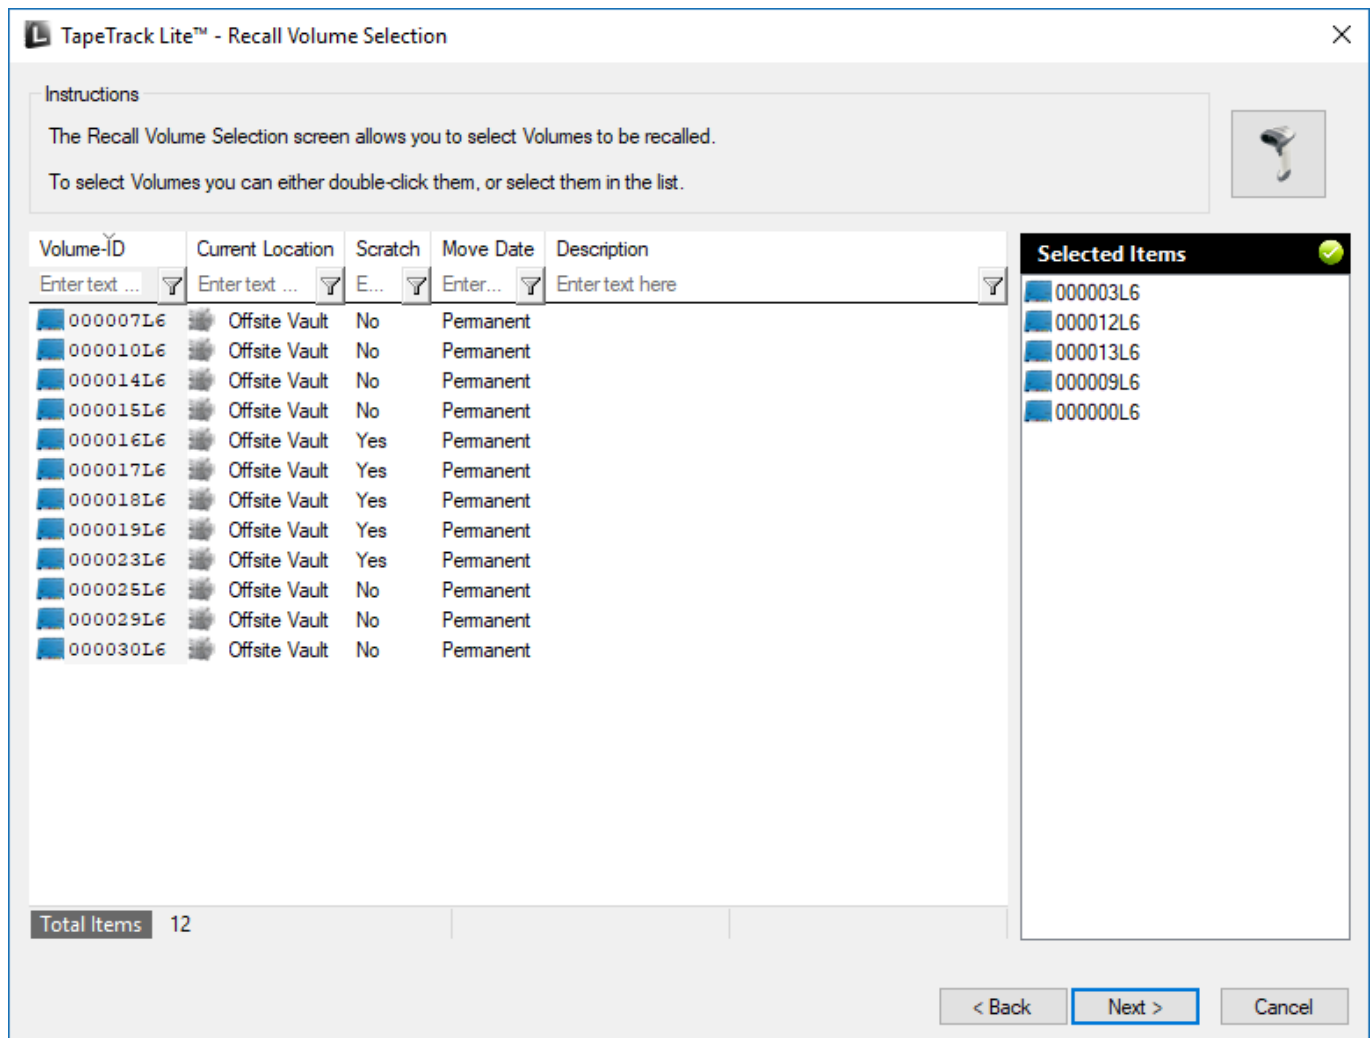 TapeTrack Lite™ - Recall Volume Selection
Instructions
The Recall Volume Selection screen allows you to select Volumes to be recalled.
To select Volumes you can either double-click them, or select them in the list.
Volume-ID Current Location Scratch Move Date Description
Enter text ... Enter text ... E... Enter... Enter text here
000007L6 Offsite Vault No Permanent
000010L6 Offsite Vault No Permanent
000014L6 Offsite Vault No Permanent
000015L6 Offsite Vault No Permanent
000016L6 Offsite Vault Yes Permanent
000017L6 Offsite Vault Yes Permanent
000018L6 Offsite Vault Yes Permanent
000019L6 Offsite Vault Yes Permanent
000023L6 Offsite Vault Yes Permanent
000025L6 Offsite Vault No Permanent
000029L6 Offsite Vault No Permanent
000030L6 Offsite Vault No Permanent
Total Items 12
Selected Items
000003L6
000012L6
000013L6
000009L6
000000L6
< Back Next > Cancel